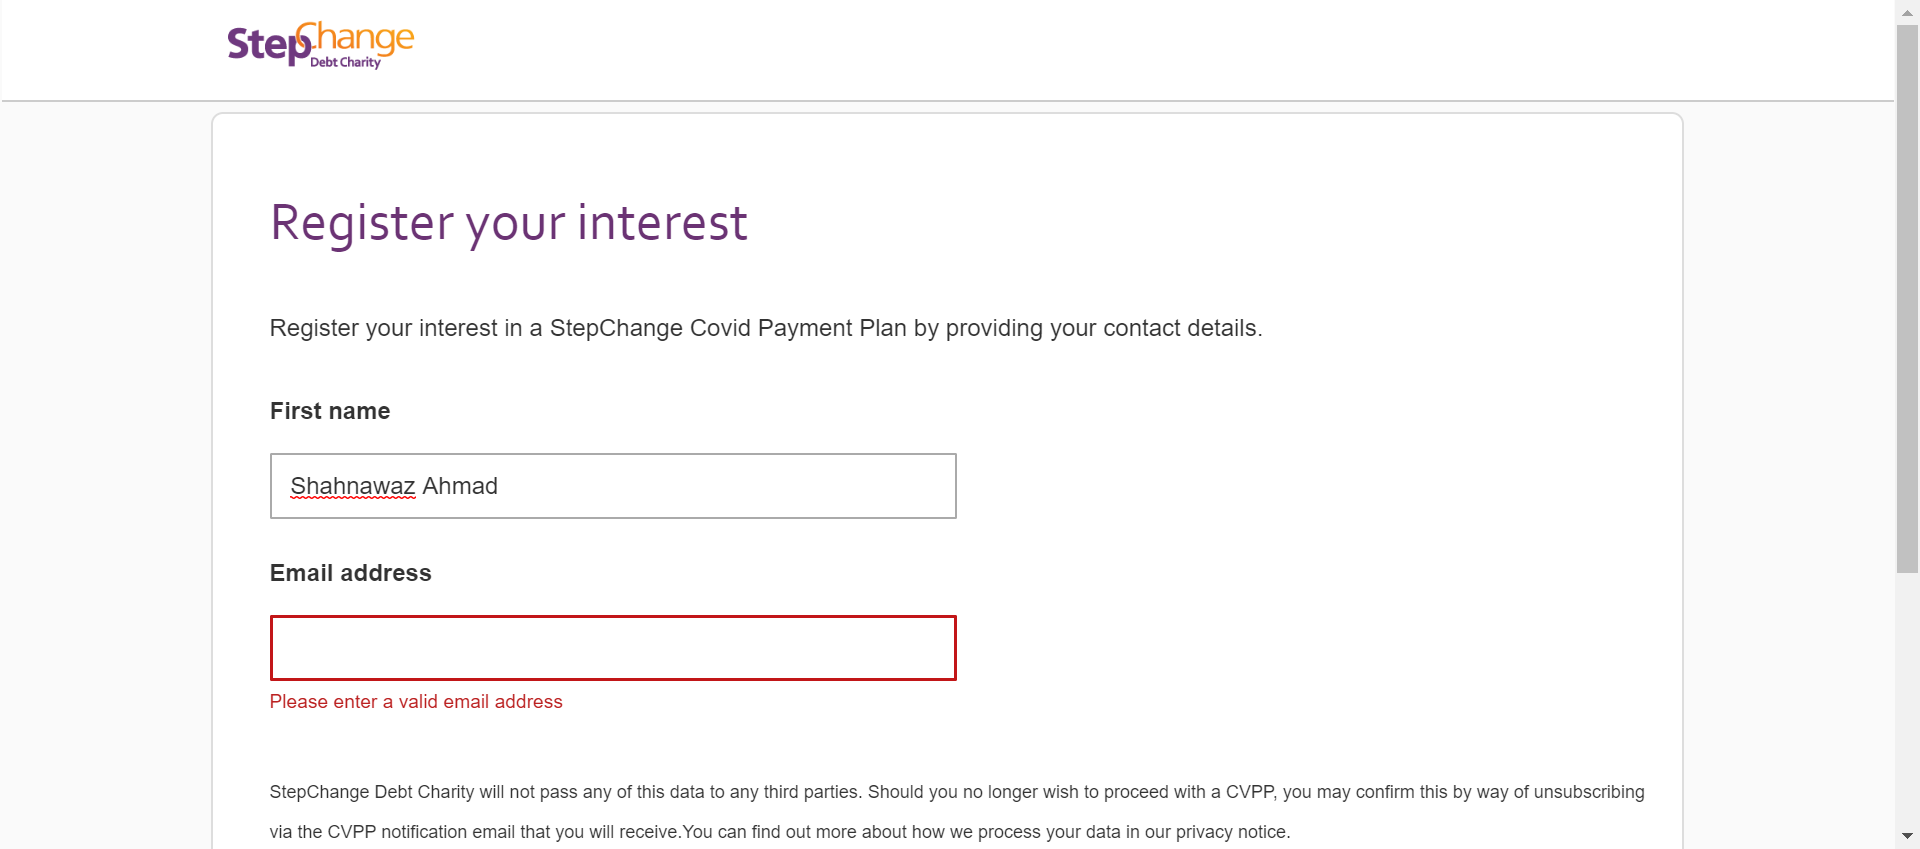 StepChange
Debt Charity
Register your interest
Register your interest in a StepChange Covid Payment Plan by providing your contact details.
First name
Shahnawaz Ahmad
Email address
Please enter a valid email address
StepChange Debt Charity will not pass any of this data to any third parties. Should you no longer wish to proceed with a CVPP, you may confirm this by way of unsubscribing
via the CVPP notification email that you will receive.You can find out more about how we process your data in our privacy notice.